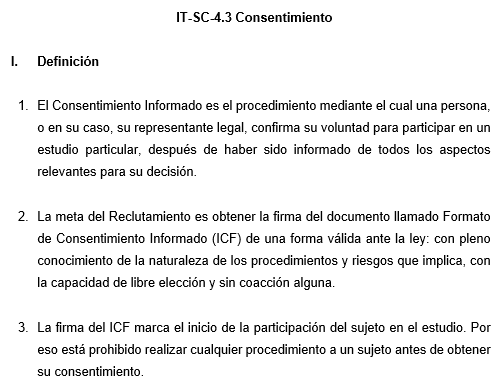 IT-SC-4.3 Consentimiento
I. Definición
1. El Consentimiento Informado es el procedimiento mediante el cual una persona,
o en su caso, su representante legal, confirma su voluntad para participar en un
estudio particular, después de haber sido informado de todos los aspectos
relevantes para su decisión.
2. La meta del Reclutamiento es obtener la firma del documento llamado Formato
de Consentimiento Informado (ICF) de una forma válida ante la ley: con pleno
conocimiento de la naturaleza de los procedimientos y riesgos que implica, con
la capacidad de libre elección y sin coacción alguna.
3. La firma del ICF marca el inicio de la participación del sujeto en el estudio. Por
eso está prohibido realizar cualquier procedimiento a un sujeto antes de obtener
su consentimiento.